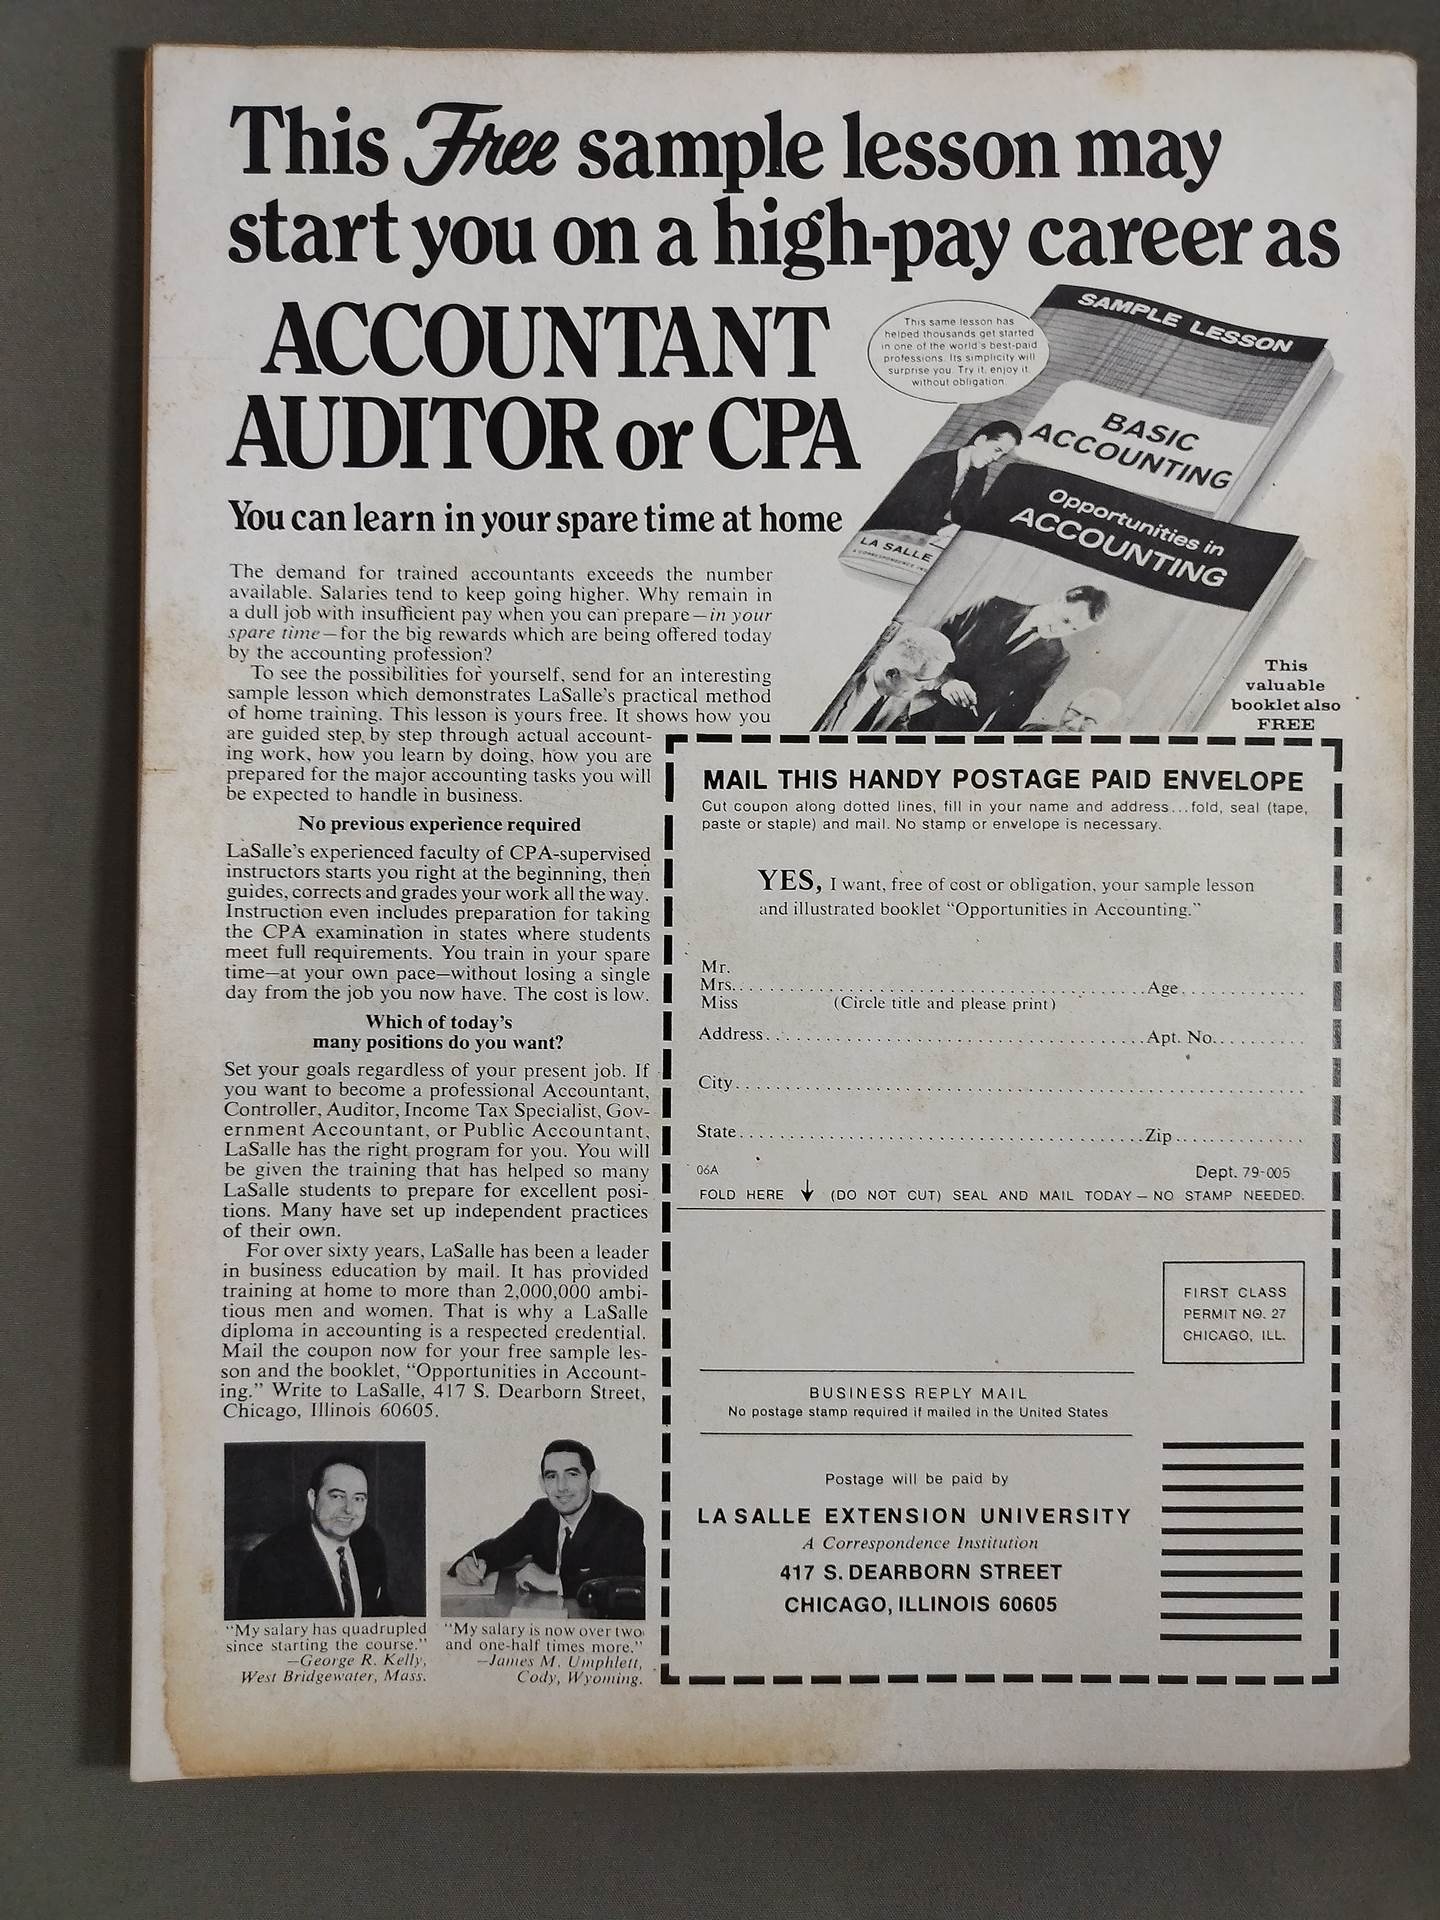 This Free sample lesson may
start you on a high-pay career as
ACCOUNTANT
AUDITOR or CPA
You can learn in your spare time at home
This same lesson has
helped thousands get started
in one of the world's best-paid
professions. Its simplicity will
surprise you. Try it, enjoy it,
without obligation.
SAMPLE LESSON
BASIC
ACCOUNTING
LA SALLE
Opportunities in
ACCOUNTING
This
valuable
booklet also
FREE
The demand for trained accountants exceeds the number
available. Salaries tend to keep going higher. Why remain in
a dull job with insufficient pay when you can prepare—in your
spare time—for the big rewards which are being offered today
by the accounting profession?
To see the possibilities for yourself, send for an interesting
sample lesson which demonstrates LaSalle's practical method
of home training. This lesson is yours free. It shows how you
are guided step by step through actual account-
ing work, how you learn by doing, how you are
prepared for the major accounting tasks you will
be expected to handle in business.
No previous experience required
LaSalle's experienced faculty of CPA-supervised
instructors starts you right at the beginning, then
guides, corrects and grades your work all the way.
Instruction even includes preparation for taking
the CPA examination in states where students
meet full requirements. You train in your spare
time—at your own pace—without losing a single
day from the job you now have. The cost is low.
Which of today's
many positions do you want?
Set your goals regardless of your present job. If
you want to become a professional Accountant,
Controller, Auditor, Income Tax Specialist, Gov-
ernment Accountant, or Public Accountant,
LaSalle has the right program for you. You will
be given the training that has helped so many
LaSalle students to prepare for excellent posi-
tions. Many have set up independent practices
of their own.
For over sixty years, LaSalle has been a leader
in business education by mail. It has provided
training at home to more than 2,000,000 ambi-
tious men and women. That is why a LaSalle
diploma in accounting is a respected credential.
Mail the coupon now for your free sample les-
son and the booklet, "Opportunities in Account-
ing." Write to LaSalle, 417 S. Dearborn Street,
Chicago, Illinois 60605.
"My salary has quadrupled
since starting the course."
—George R. Kelly,
West Bridgewater, Mass.
"My salary is now over two
and one-half times more."
—James M. Umphlett,
Cody, Wyoming.
MAIL THIS HANDY POSTAGE PAID ENVELOPE
Cut coupon along dotted lines, fill in your name and address...fold, seal (tape,
paste or staple) and mail. No stamp or envelope is necessary.
YES, I want, free of cost or obligation, your sample lesson
and illustrated booklet "Opportunities in Accounting."
Mr.
Mrs. Age
Miss (Circle title and please print)
Address Apt. No.
City
State Zip
06A Dept. 79-005
FOLD HERE ↓ (DO NOT CUT) SEAL AND MAIL TODAY — NO STAMP NEEDED.
FIRST CLASS
PERMIT NO. 27
CHICAGO, ILL.
BUSINESS REPLY MAIL
No postage stamp required if mailed in the United States
Postage will be paid by
LA SALLE EXTENSION UNIVERSITY
A Correspondence Institution
417 S. DEARBORN STREET
CHICAGO, ILLINOIS 60605